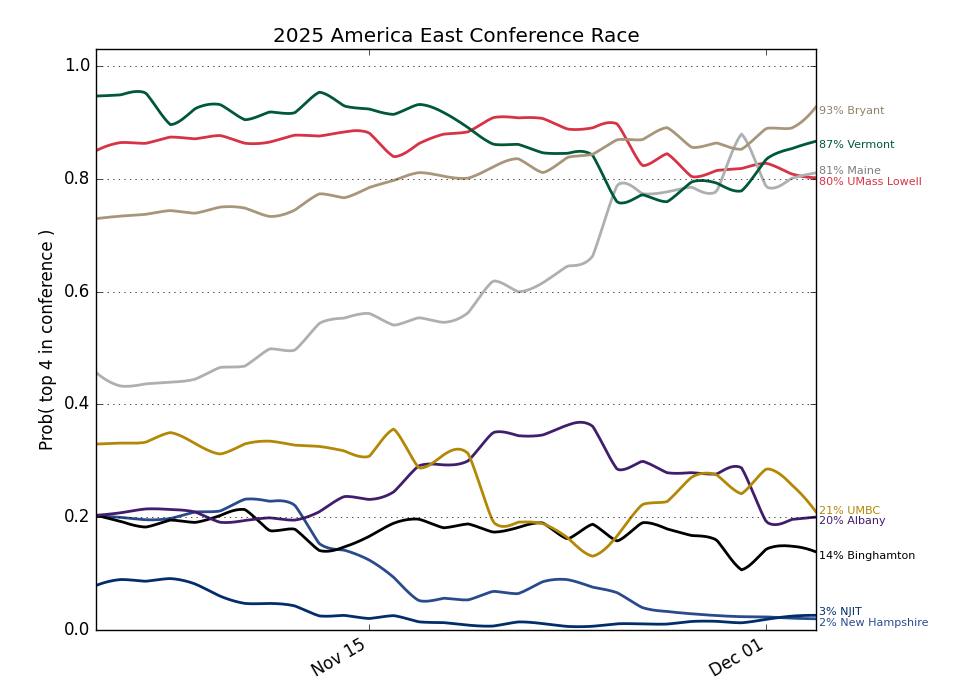 2025 America East Conference Race
Prob( top 4 in conference )
1.0
0.8
0.6
0.4
0.2
0.0
93% Bryant
87% Vermont
81% Maine
80% UMass Lowell
21% UMBC
20% Albany
14% Binghamton
3% NJIT
2% New Hampshire
Nov 15
Dec 01